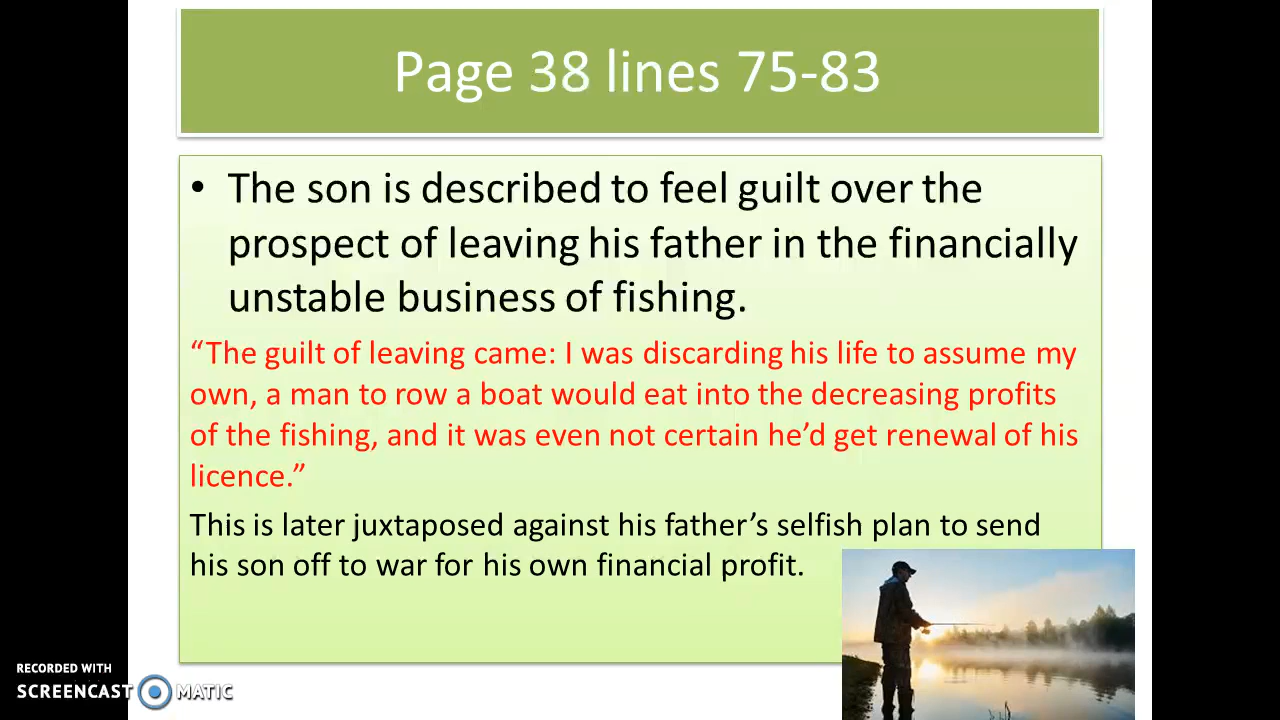 Page 38 lines 75-83
• The son is described to feel guilt over the
prospect of leaving his father in the financially
unstable business of fishing.
“The guilt of leaving came: I was discarding his life to assume my
own, a man to row a boat would eat into the decreasing profits
of the fishing, and it was even not certain he’d get renewal of his
licence.”
This is later juxtaposed against his father’s selfish plan to send
his son off to war for his own financial profit.
RECORDED WITH
SCREENCAST MATIC